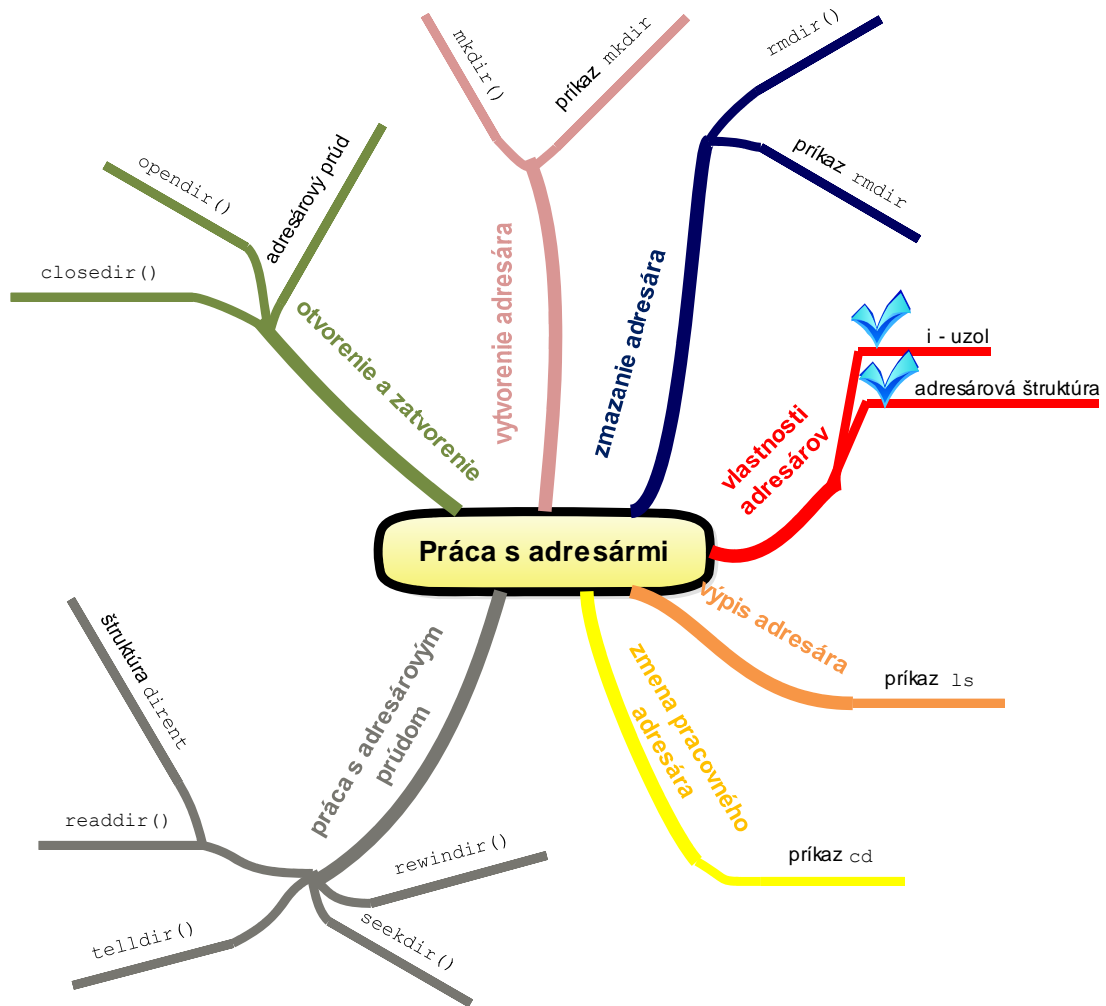 Práca s adresármi
otvorenie a zatvorenie
closedir()
opendir()
adresárový prúd
vytvorenie adresára
mkdir()
príkaz mkdir
zmazanie adresára
rmdir()
príkaz rmdir
vlastnosti
adresárov
i - uzol
adresárová štruktúra
výpis adresára
príkaz ls
zmena pracovného
adresára
príkaz cd
práca s adresárovým
prúdom
štruktúra dirent
readdir()
telldir()
seekdir()
rewindir()